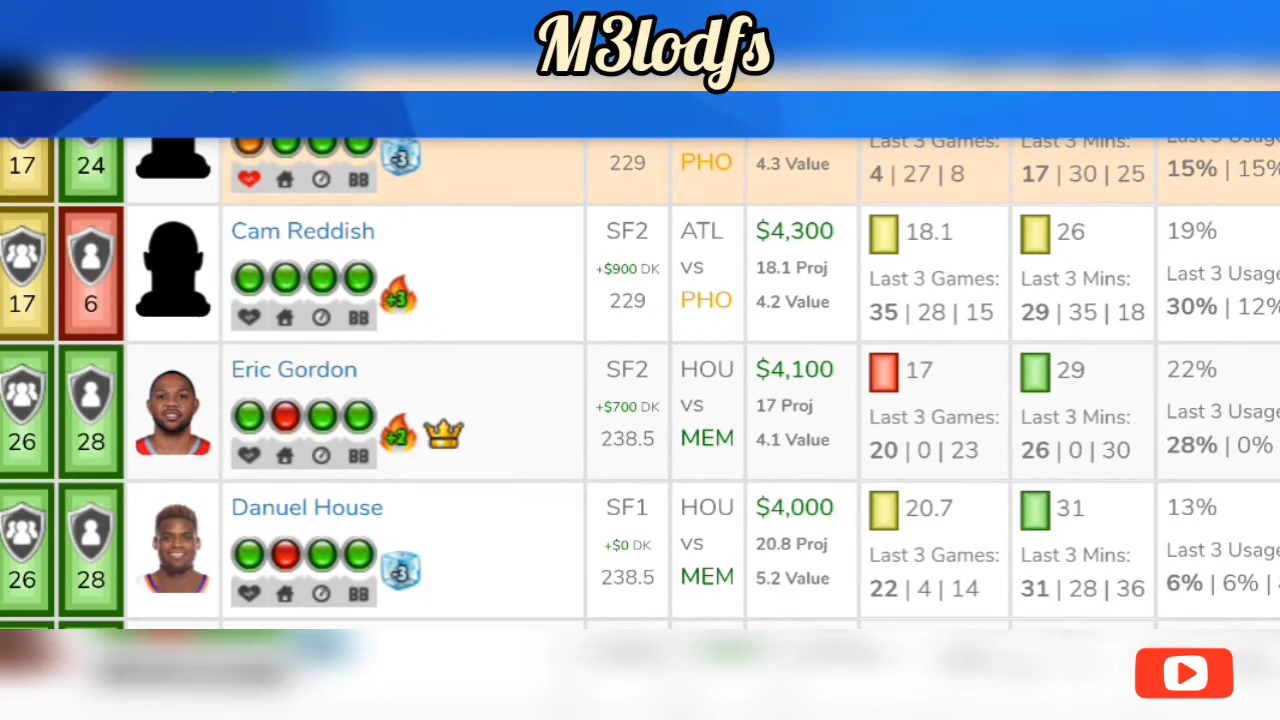 M3lodfs
17 24 229 PHO 4.3 Value Last 3 Games: Last 3 Mins: Last 3 Usage
4 | 27 | 8 17 | 30 | 25 15% | 15%
-3
BB
Cam Reddish SF2 ATL $4,300 18.1 26 19%
+$900 DK vs 18.1 Proj Last 3 Games: Last 3 Mins: Last 3 Usage
+3
17 6 229 PHO 4.2 Value 35 | 28 | 15 29 | 35 | 18 30% | 12%
BB
Eric Gordon SF2 HOU $4,100 17 29 22%
+$700 DK vs 17 Proj Last 3 Games: Last 3 Mins: Last 3 Usage
+2
26 28 238.5 MEM 4.1 Value 20 | 0 | 23 26 | 0 | 30 28% | 0%
BB
Danuel House SF1 HOU $4,000 20.7 31 13%
+$0 DK vs 20.8 Proj Last 3 Games: Last 3 Mins: Last 3 Usage
-3
26 28 238.5 MEM 5.2 Value 22 | 4 | 14 31 | 28 | 36 6% | 6% |
BB